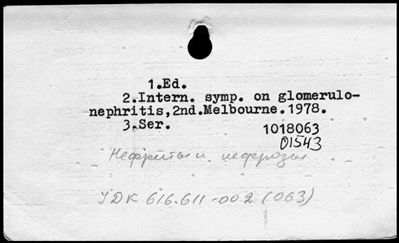 1.Ed.
2.Intern. symp. on glomerulo-
nephritis,2nd.Melbourne.1978.
3.Ser.
1018063
01543
Нефриты и нефрозы
УДК 616.611-002 (063)